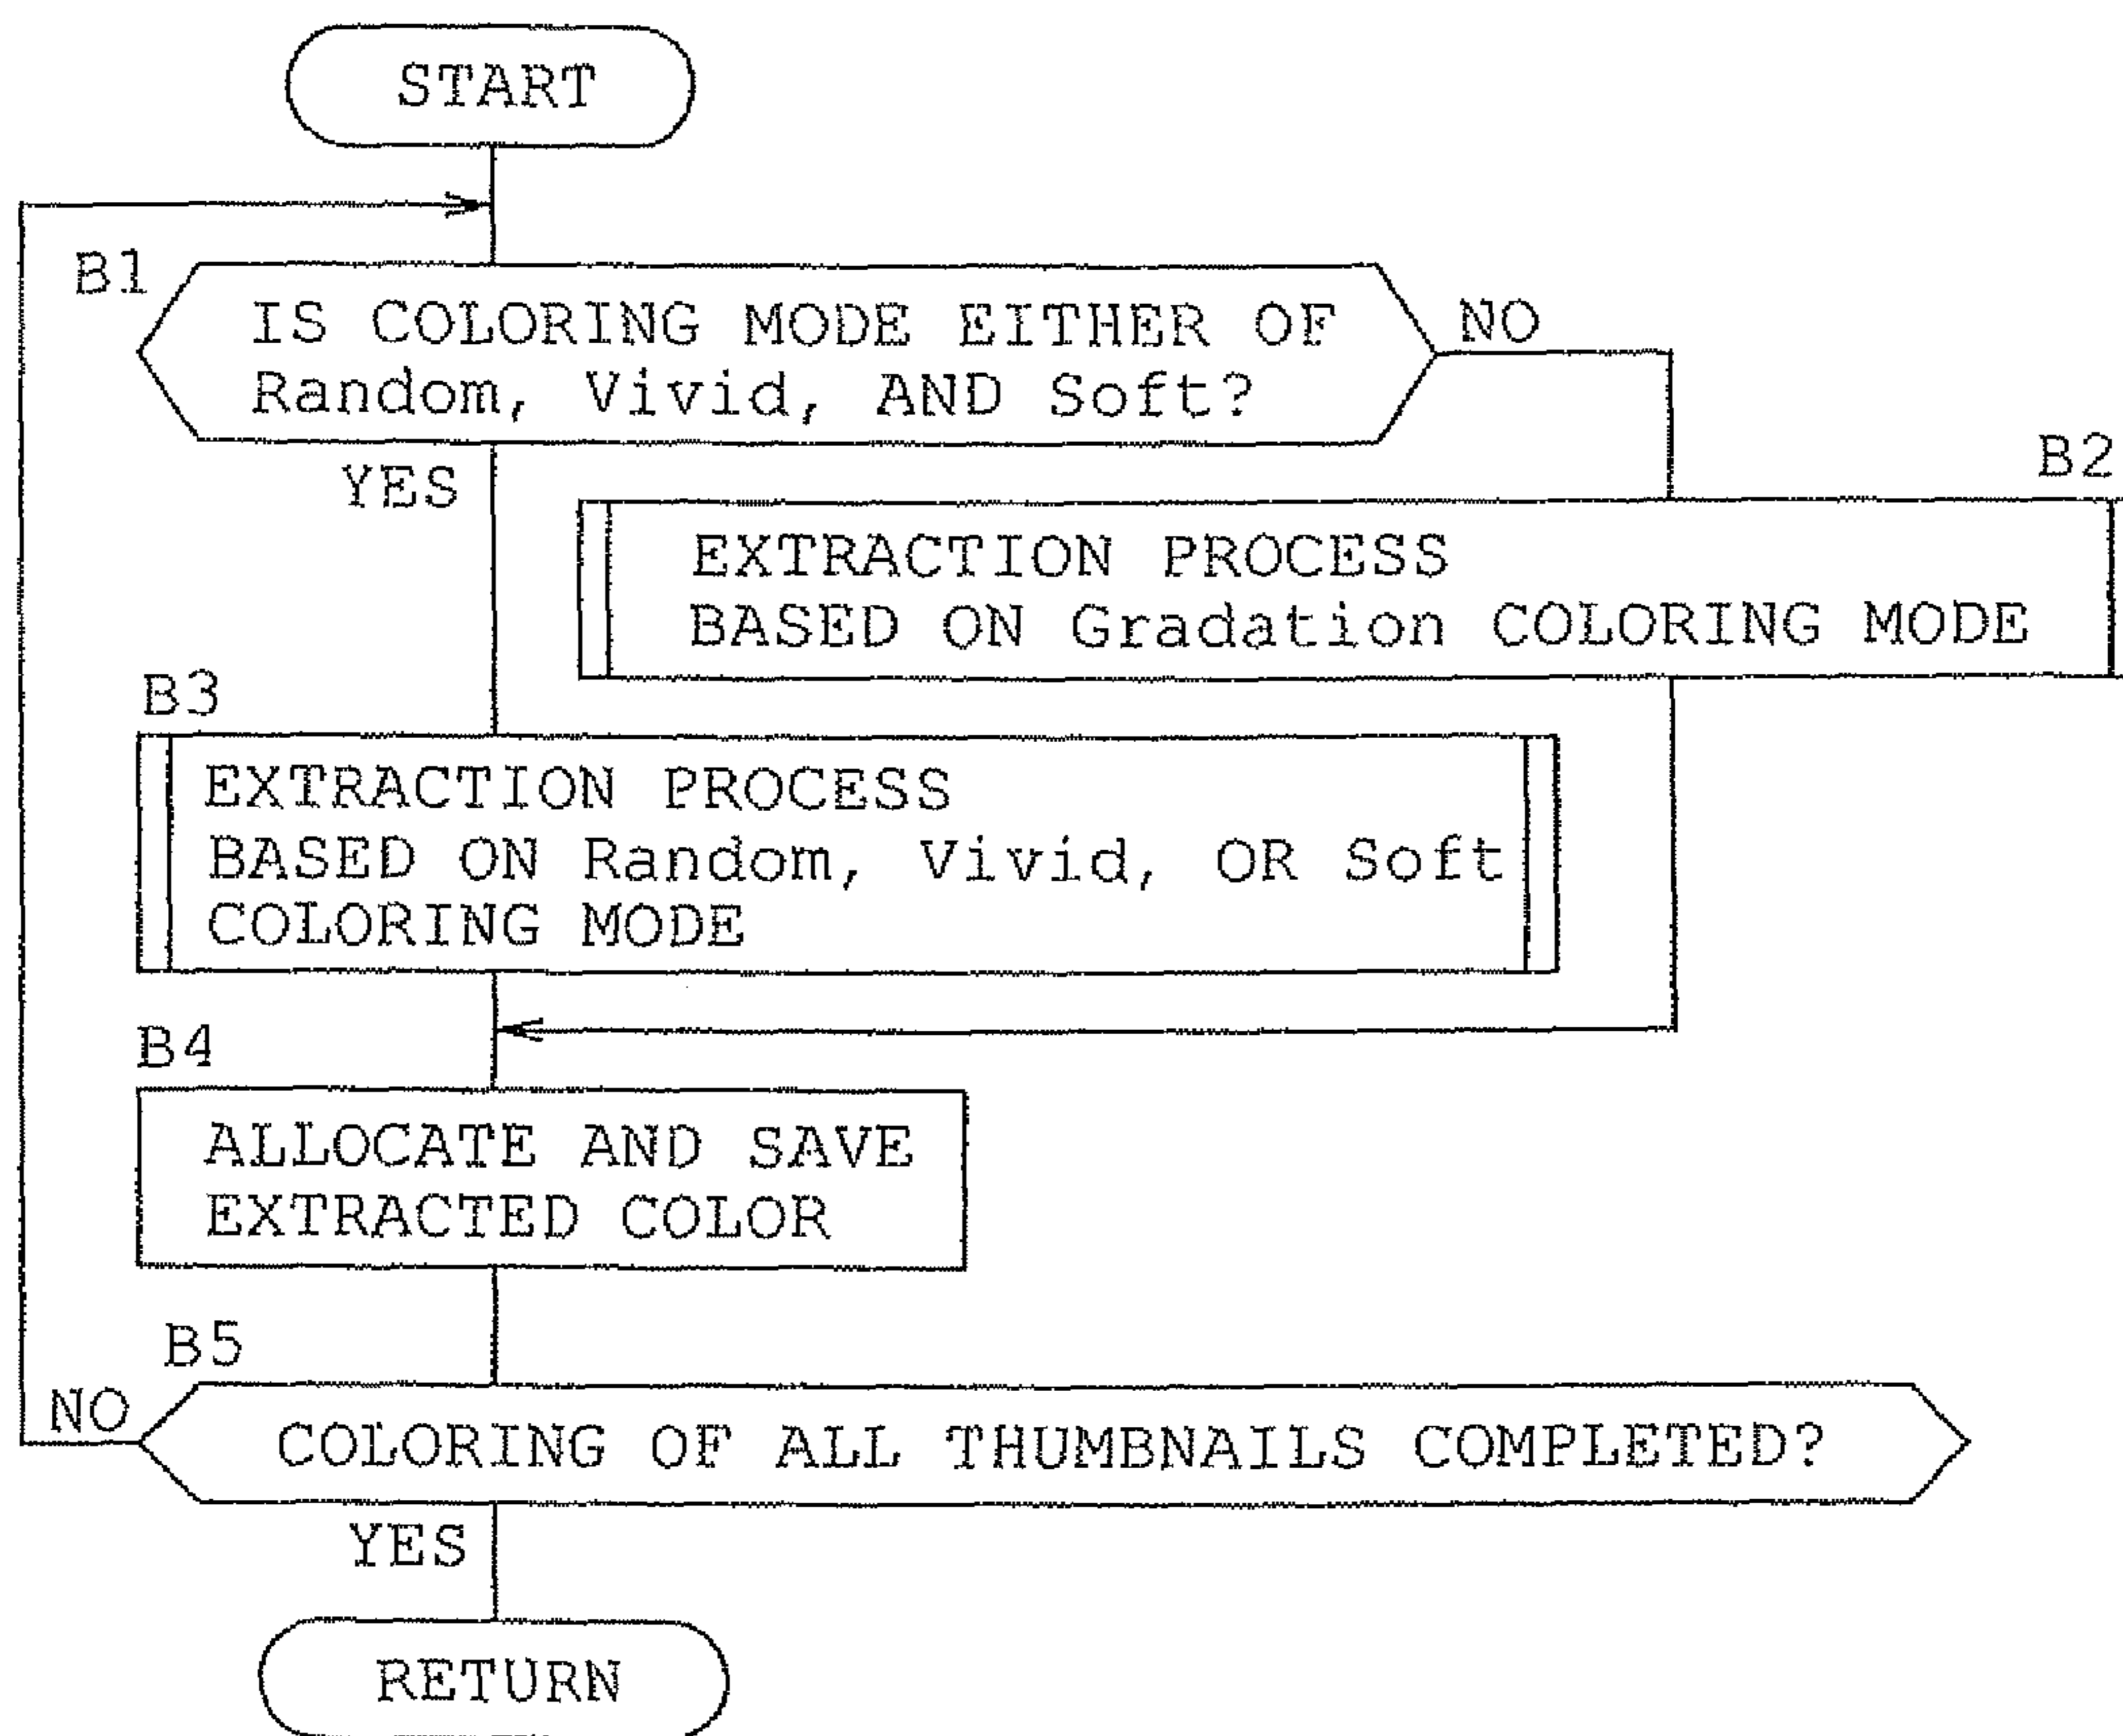 START
B1
IS COLORING MODE EITHER OF
Random, Vivid, AND Soft?
NO
YES
B2
EXTRACTION PROCESS
BASED ON Gradation COLORING MODE
B3
EXTRACTION PROCESS
BASED ON Random, Vivid, OR Soft
COLORING MODE
B4
ALLOCATE AND SAVE
EXTRACTED COLOR
B5
NO
COLORING OF ALL THUMBNAILS COMPLETED?
YES
RETURN